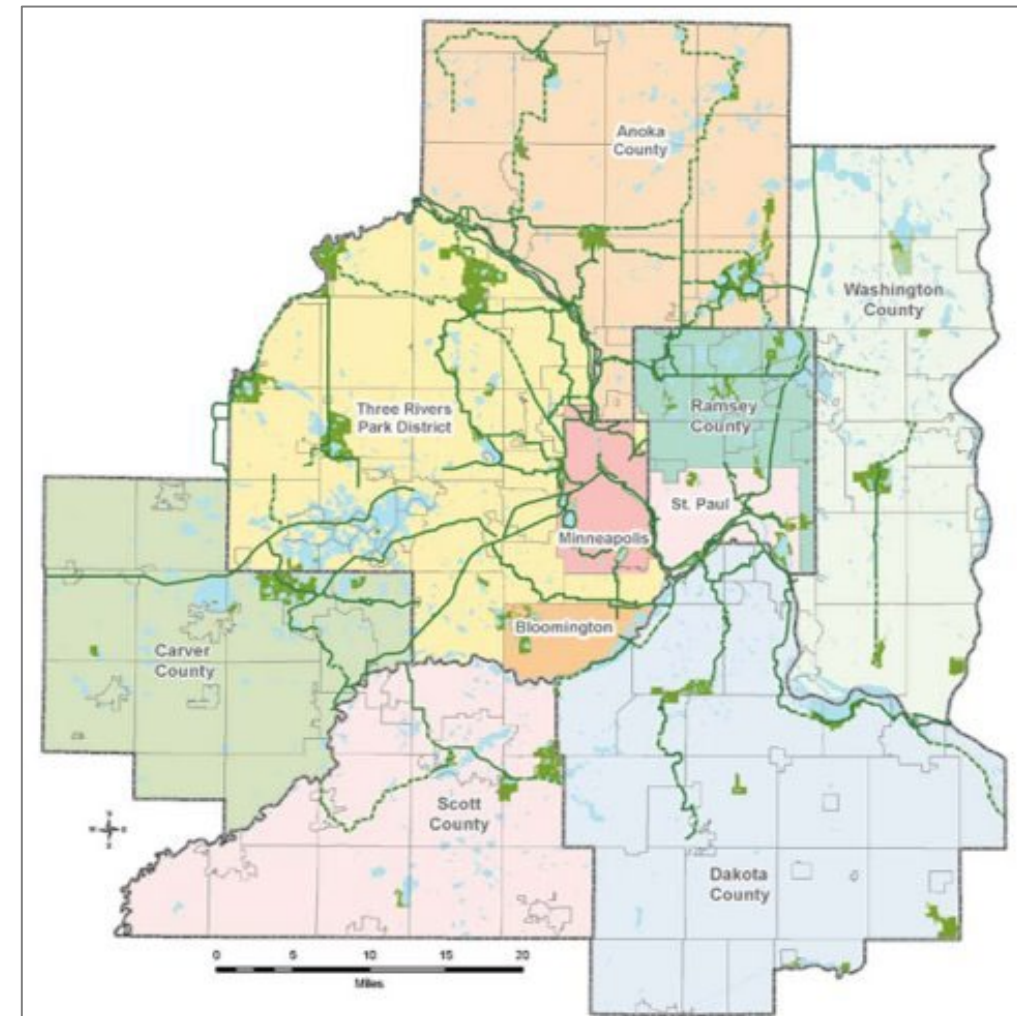 Anoka
County
Washington
County
Three Rivers
Park District
Ramsey
County
St. Paul
Minneapolis
Bloomington
Carver
County
Scott
County
Dakota
County
N
W
E
S
0
5
10
15
20
Miles